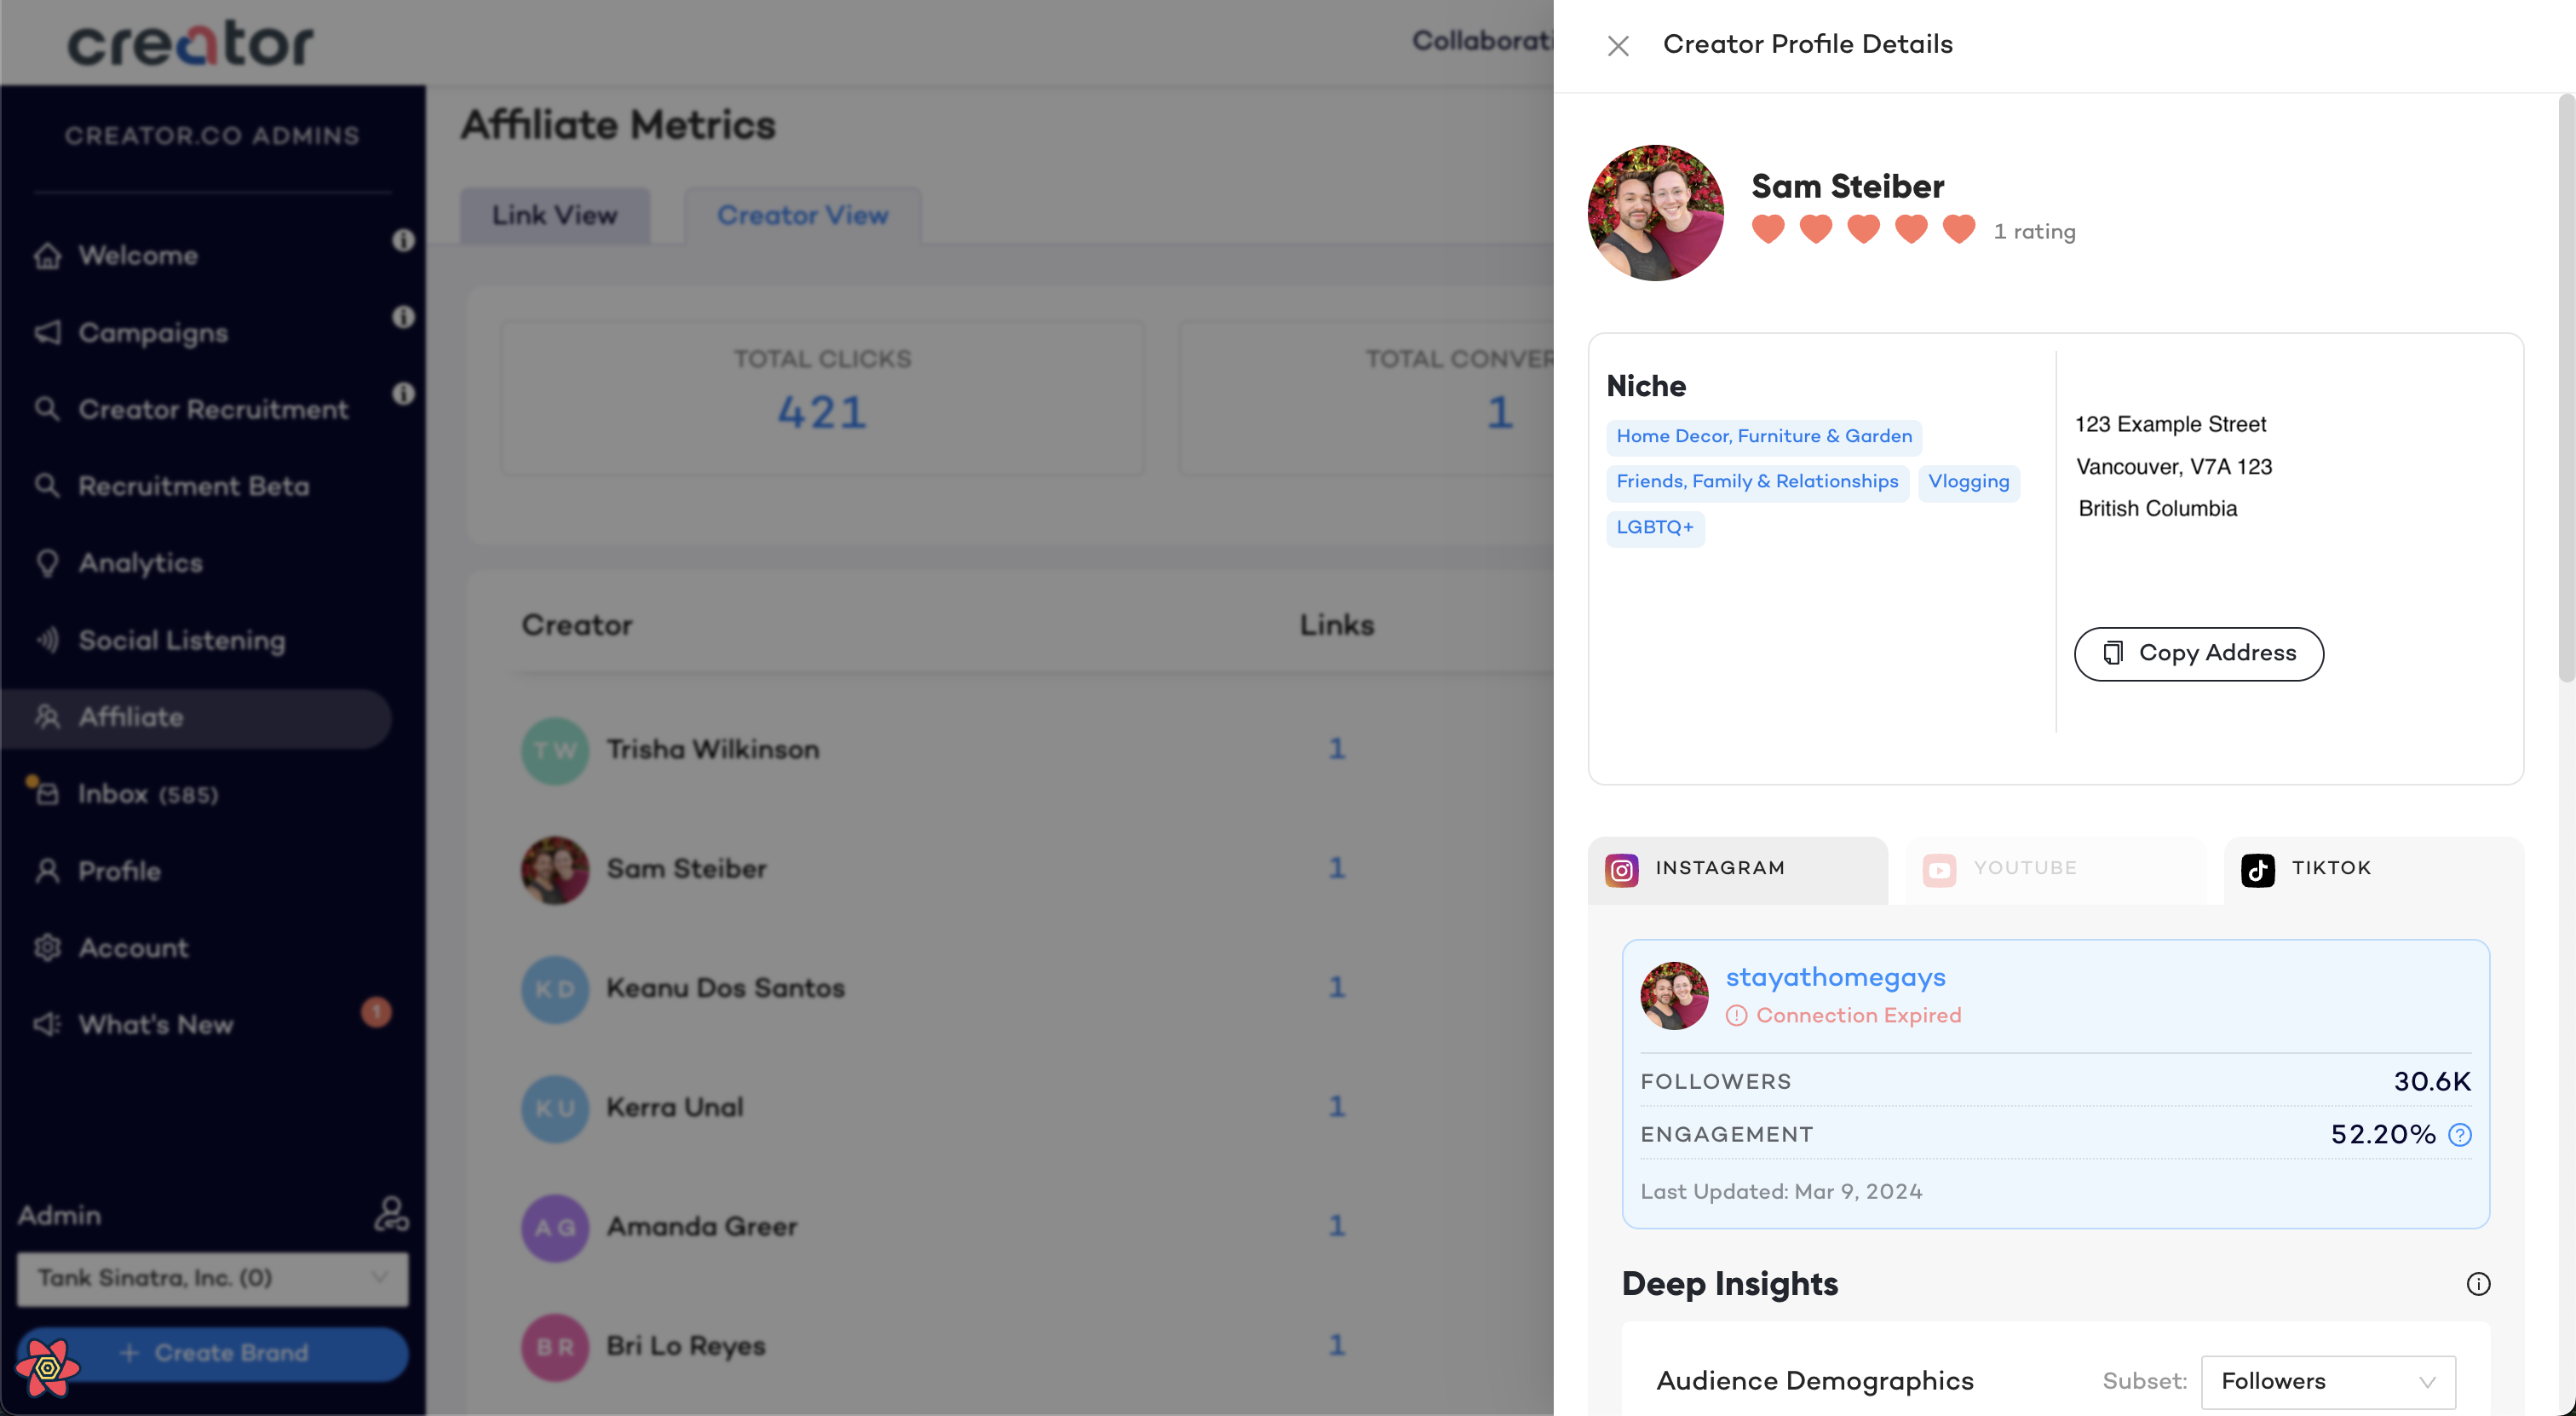 creator
Collaborati
CREATOR.CO ADMINS
Welcome
Campaigns
Creator Recruitment
Recruitment Beta
Analytics
Social Listening
Affiliate
Inbox (585)
Profile
Account
What's New
1
Admin
Tank Sinatra, Inc. (0)
+ Create Brand
Affiliate Metrics
Link View
Creator View
TOTAL CLICKS
421
TOTAL CONVER
1
Creator Links
TW Trisha Wilkinson 1
Sam Steiber 1
KD Keanu Dos Santos 1
KU Kerra Unal 1
AG Amanda Greer 1
BR Bri Lo Reyes 1
Creator Profile Details
Sam Steiber
1 rating
Niche
Home Decor, Furniture & Garden
Friends, Family & Relationships Vlogging
LGBTQ+
123 Example Street
Vancouver, V7A 123
British Columbia
Copy Address
INSTAGRAM YOUTUBE TIKTOK
stayathomegays
Connection Expired
FOLLOWERS 30.6K
ENGAGEMENT 52.20%
Last Updated: Mar 9, 2024
Deep Insights
Audience Demographics Subset: Followers